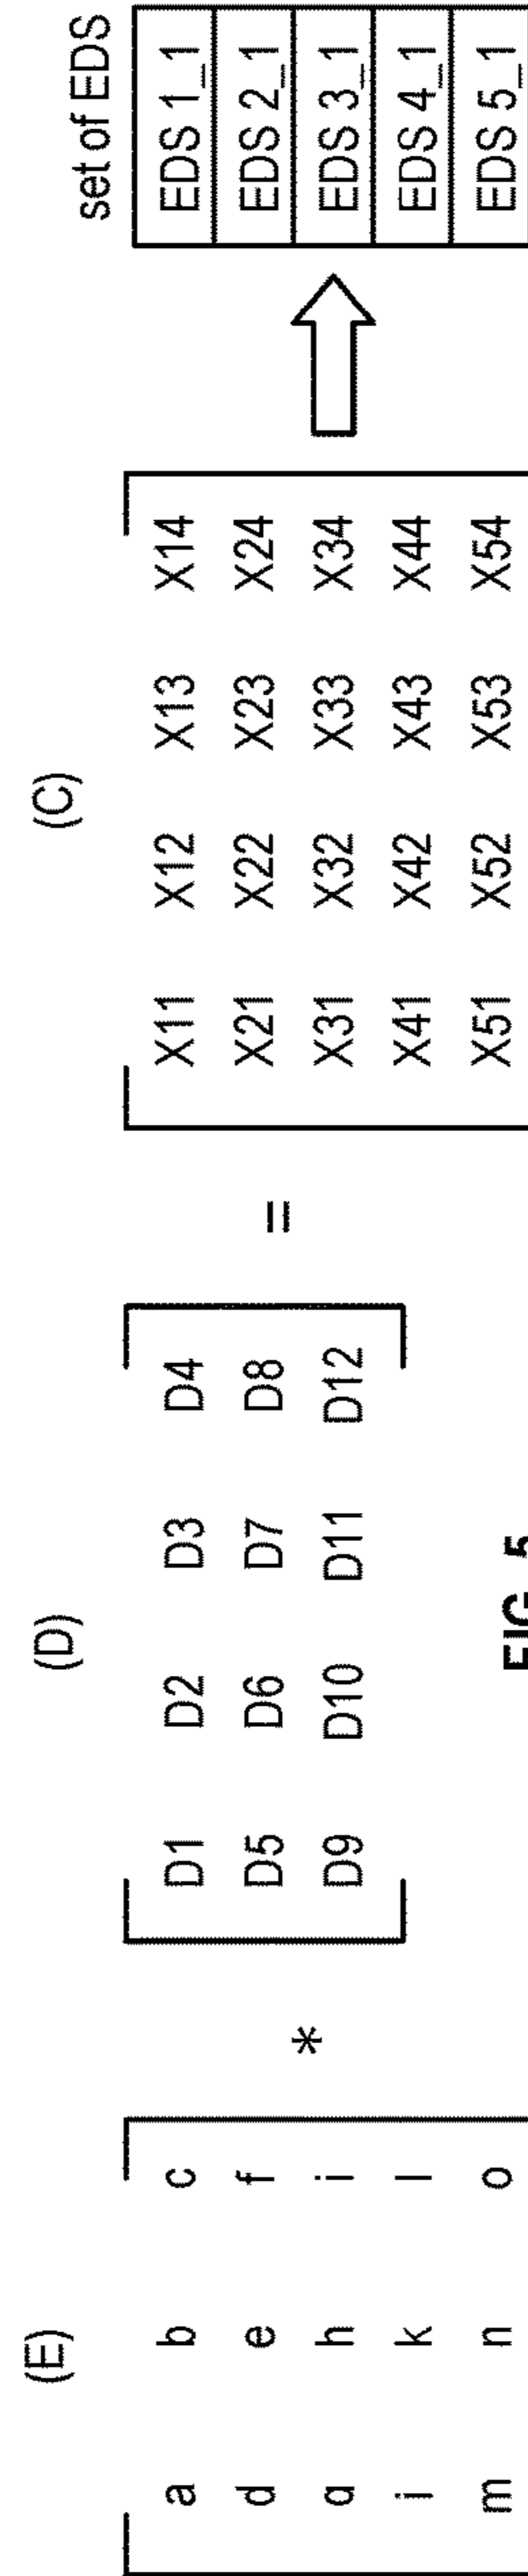 (E) (D) (C) set of EDS
a b c D1 D2 D3 D4 X11 X12 X13 X14 EDS 1_1
d e f * D5 D6 D7 D8 = X21 X22 X23 X24 EDS 2_1
g h i D9 D10 D11 D12 X31 X32 X33 X34 EDS 3_1
j k l X41 X42 X43 X44 EDS 4_1
m n o X51 X52 X53 X54 EDS 5_1
FIG. 5